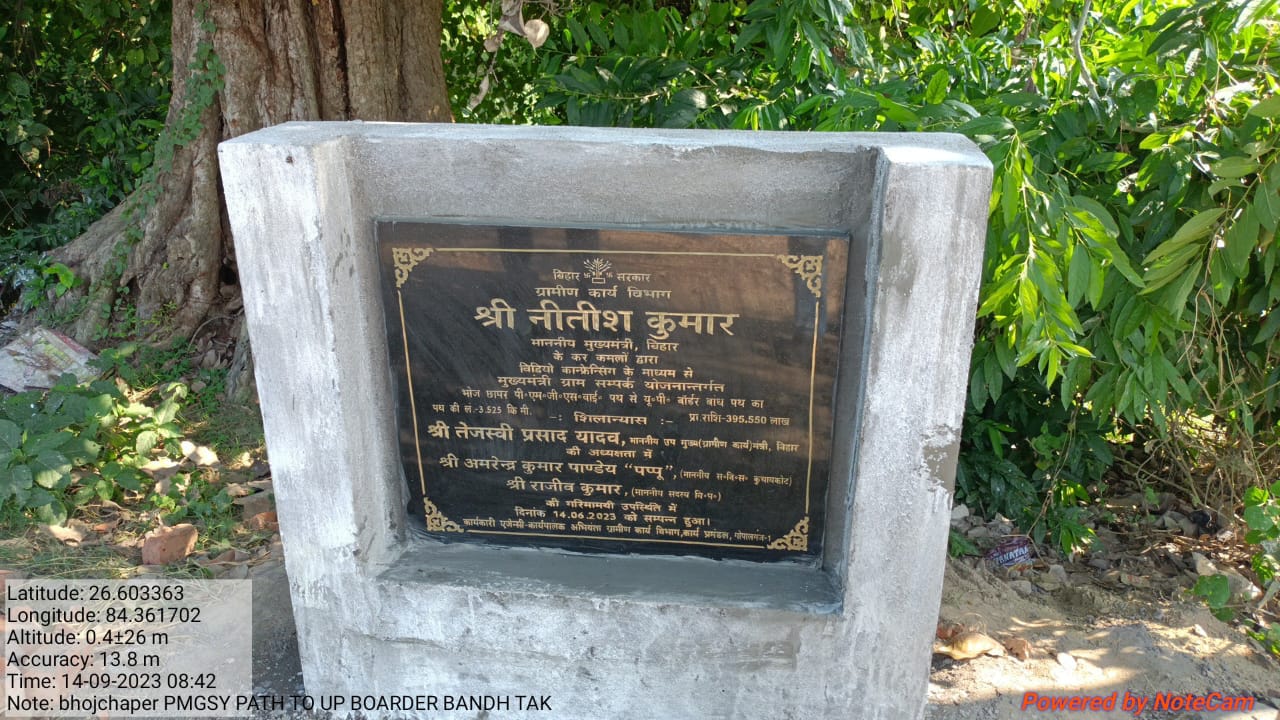 बिहार सरकार
ग्रामीण कार्य विभाग
श्री नीतीश कुमार
माननीय मुख्यमंत्री, बिहार
के कर कमलों द्वारा
विडियो कान्फ्रेन्सिंग के माध्यम से
मुख्यमंत्री ग्राम सम्पर्क योजनान्तर्गत
भोज छापर पी॰एम॰जी॰एस॰वाई॰ पथ से यू॰पी॰ बॉर्डर बांध पथ का
पथ की लं.-3.525 कि मी. -: शिलान्यास :- प्रा.राशि-395.550 लाख
श्री तेजस्वी प्रसाद यादव, माननीय उप मुख्य(ग्रामीण कार्य)मंत्री, बिहार
की अध्यक्षता में
श्री अमरेन्द्र कुमार पाण्डेय "पप्पू", (माननीय स॰वि॰स॰ कुचायकोट)
श्री राजीव कुमार, (माननीय सदस्य वि॰प॰)
की गरिमामयी उपस्थिति में
दिनांक 14.06.2023 को सम्पन्न हुआ।
कार्यकारी एजेन्सी-कार्यपालक अभियंता ग्रामीण कार्य विभाग,कार्य प्रमंडल, गोपालगंज-1
Latitude: 26.603363
Longitude: 84.361702
Altitude: 0.4±26 m
Accuracy: 13.8 m
Time: 14-09-2023 08:42
Note: bhojchaper PMGSY PATH TO UP BOARDER BANDH TAK
Powered by NoteCam